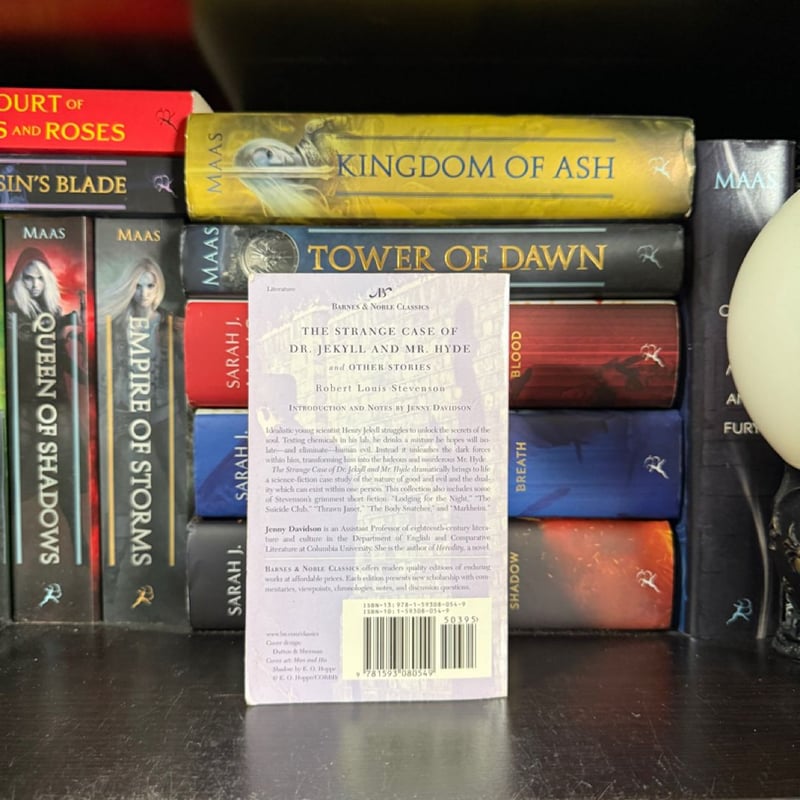 OURT OF
S AND ROSES
SIN'S BLADE
MAAS
QUEEN OF SHADOWS
MAAS
EMPIRE OF STORMS
MAAS
KINGDOM OF ASH
MAAS
TOWER OF DAWN
SARAH J.
BLOOD
SARAH J.
BREATH
SARAH J.
SHADOW
MAAS
AN
FURY
Literature
BARNES & NOBLE CLASSICS
THE STRANGE CASE OF
DR. JEKYLL AND MR. HYDE
and OTHER STORIES
Robert Louis Stevenson
INTRODUCTION AND NOTES BY JENNY DAVIDSON
Idealistic young scientist Henry Jekyll struggles to unlock the secrets of the
soul. Testing chemicals in his lab, he drinks a mixture he hopes will iso-
late—and eliminate—human evil. Instead it unleashes the dark forces
within him, transforming him into the hideous and murderous Mr. Hyde.
The Strange Case of Dr. Jekyll and Mr. Hyde dramatically brings to life
a science-fiction case study of the nature of good and evil and the dual-
ity which can exist within one person. This collection also includes some
of Stevenson's grimmest short fiction: "Lodging for the Night," "The
Suicide Club," "Thrawn Janet," "The Body Snatcher," and "Markheim."
Jenny Davidson is an Assistant Professor of eighteenth-century litera-
ture and culture in the Department of English and Comparative
Literature at Columbia University. She is the author of Heredity, a novel.
BARNES & NOBLE CLASSICS offers readers quality editions of enduring
works at affordable prices. Each edition presents new scholarship with com-
mentaries, viewpoints, chronologies, notes, and discussion questions.
ISBN-13: 978-1-59308-054-9
ISBN-10: 1-59308-054-9
50395>
9 781593 080549
www.bn.com/classics
Cover design:
Dutton & Sherman
Cover art: Man and His
Shadow by E. O. Hoppe
© E. O. Hoppe/CORBIS